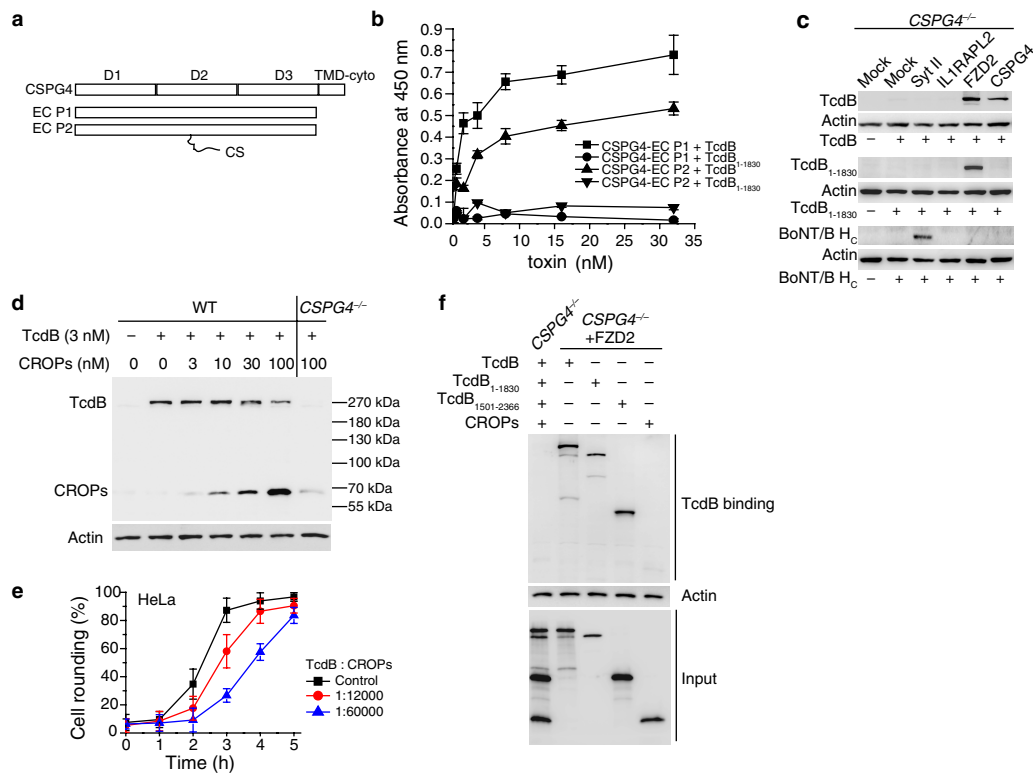 a
D1 D2 D3 TMD-cyto
CSPG4
EC P1
EC P2
CS
b
Absorbance at 450 nm
0.9
0.8
0.7
0.6
0.5
0.4
0.3
0.2
0.1
0.0
0 5 10 15 20 25 30 35
toxin (nM)
CSPG4-EC P1 + TcdB
CSPG4-EC P1 + TcdB1-1830
CSPG4-EC P2 + TcdB
CSPG4-EC P2 + TcdB1-1830
c
CSPG4–/–
Mock Mock Syt II IL1RAPL2 FZD2 CSPG4
TcdB
Actin
TcdB – + + + + +
TcdB1-1830
Actin
TcdB1-1830 – + + + + +
BoNT/B HC
Actin
BoNT/B HC – + + + + +
d
WT CSPG4–/–
TcdB (3 nM) – + + + + + +
CROPs (nM) 0 0 3 10 30 100 100
TcdB
270 kDa
180 kDa
130 kDa
100 kDa
CROPs
70 kDa
55 kDa
Actin
e
HeLa
Cell rounding (%)
100
80
60
40
20
0
0 1 2 3 4 5
Time (h)
TcdB : CROPs
Control
1:12000
1:60000
f
CSPG4–/– CSPG4–/–
+FZD2
TcdB + + – – –
TcdB1-1830 + – + – –
TcdB1501-2366 + – – + –
CROPs + – – – +
TcdB binding
Actin
Input